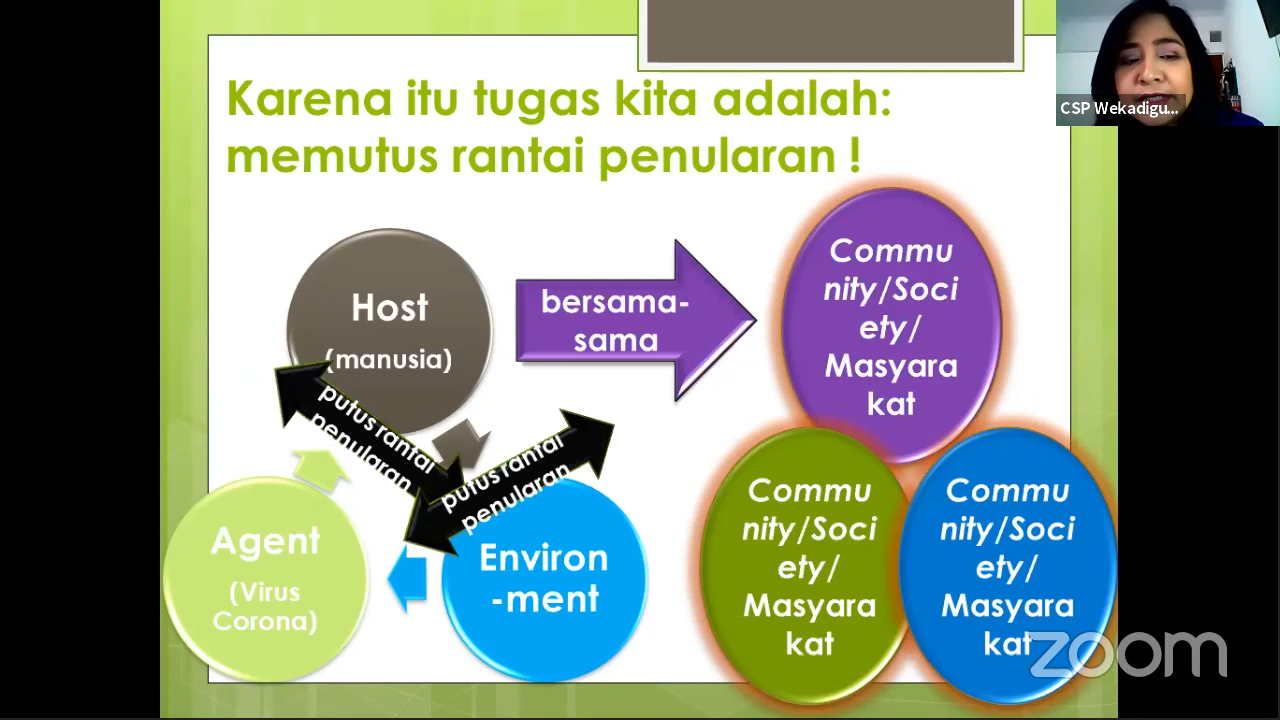 Karena itu tugas kita adalah:
memutus rantai penularan !
CSP Wekadigu...
Host
(manusia)
bersama-
sama
Commu
nity/Soci
ety/
Masyara
kat
putus rantai
penularan
putus rantai
penularan
Agent
(Virus
Corona)
Environ
-ment
Commu
nity/Soci
ety/
Masyara
kat
Commu
nity/Soci
ety/
Masyara
kat
zoom